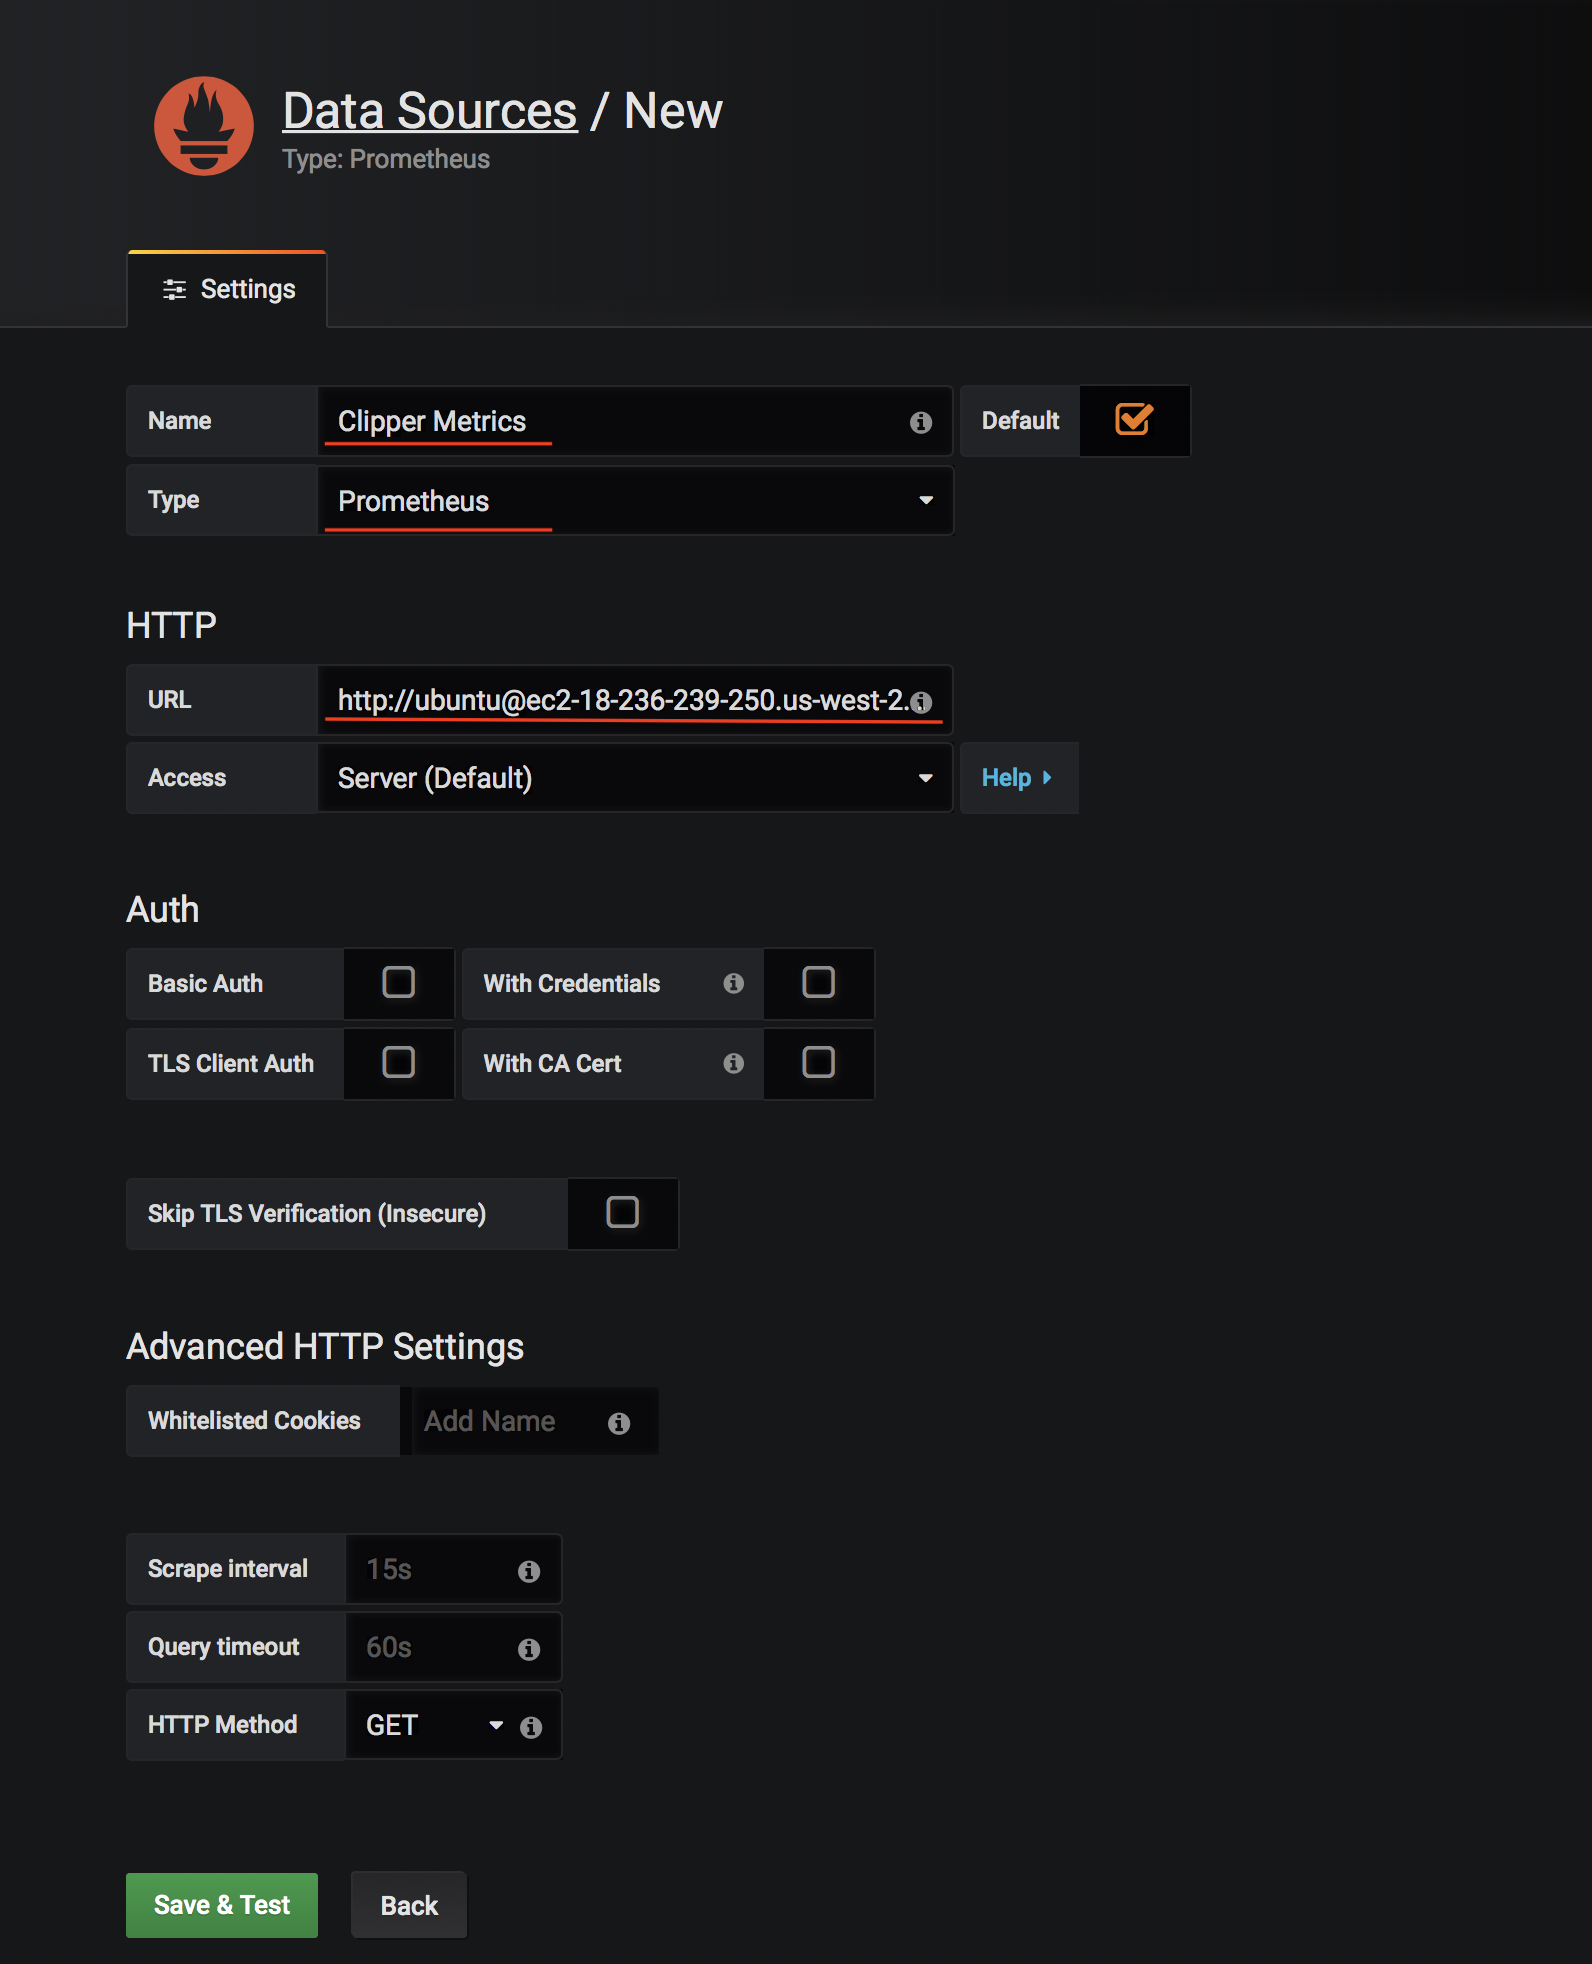 Data Sources / New
Type: Prometheus
Settings
Name Clipper Metrics Default
Type Prometheus
HTTP
URL http://ubuntu@ec2-18-236-239-250.us-west-2.
Access Server (Default) Help
Auth
Basic Auth With Credentials
TLS Client Auth With CA Cert
Skip TLS Verification (Insecure)
Advanced HTTP Settings
Whitelisted Cookies Add Name
Scrape interval 15s
Query timeout 60s
HTTP Method GET
Save & Test Back